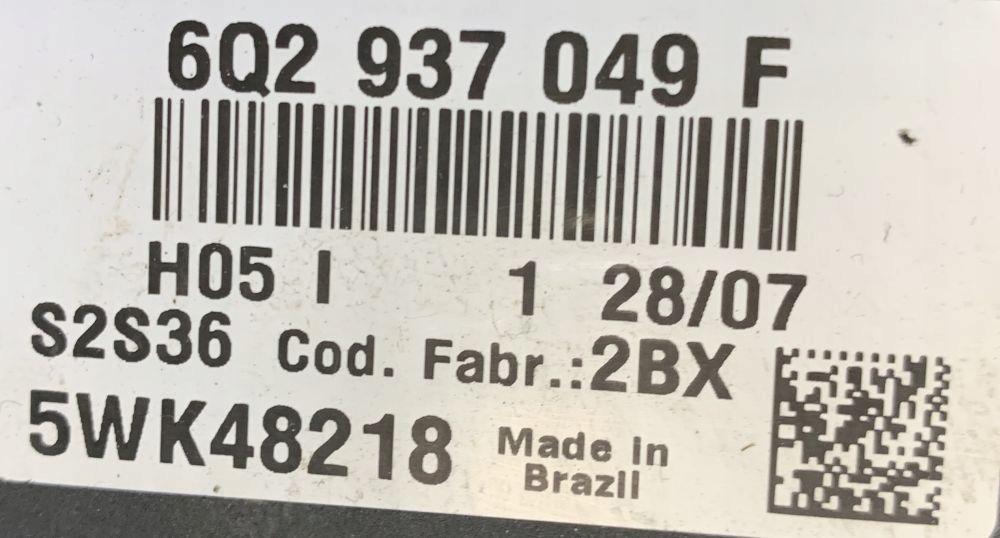 6Q2 937 049 F
H05 I 1 28/07
S2S36 Cod. Fabr.:2BX
5WK48218 Made in
Brazil